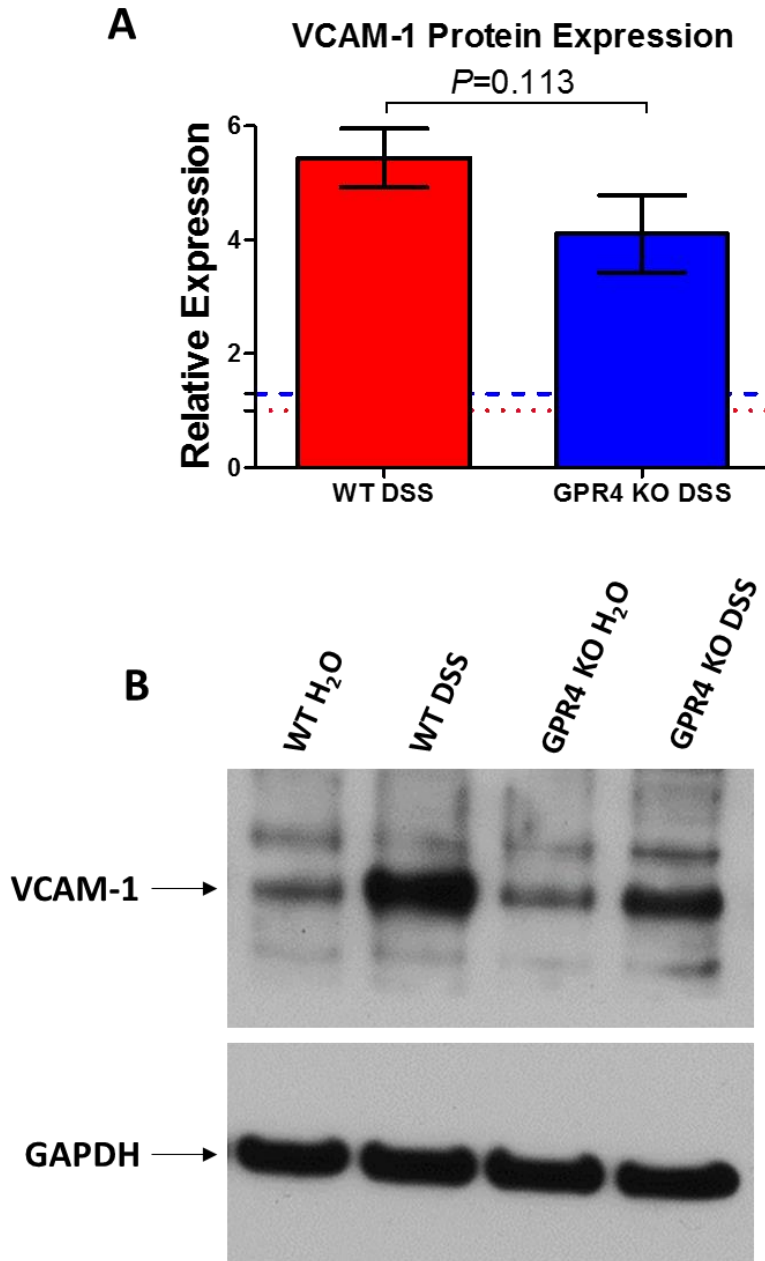 A
VCAM-1 Protein Expression
P=0.113
Relative Expression
6
4
2
0
WT DSS
GPR4 KO DSS
B
WT H₂O
WT DSS
GPR4 KO H₂O
GPR4 KO DSS
VCAM-1
GAPDH